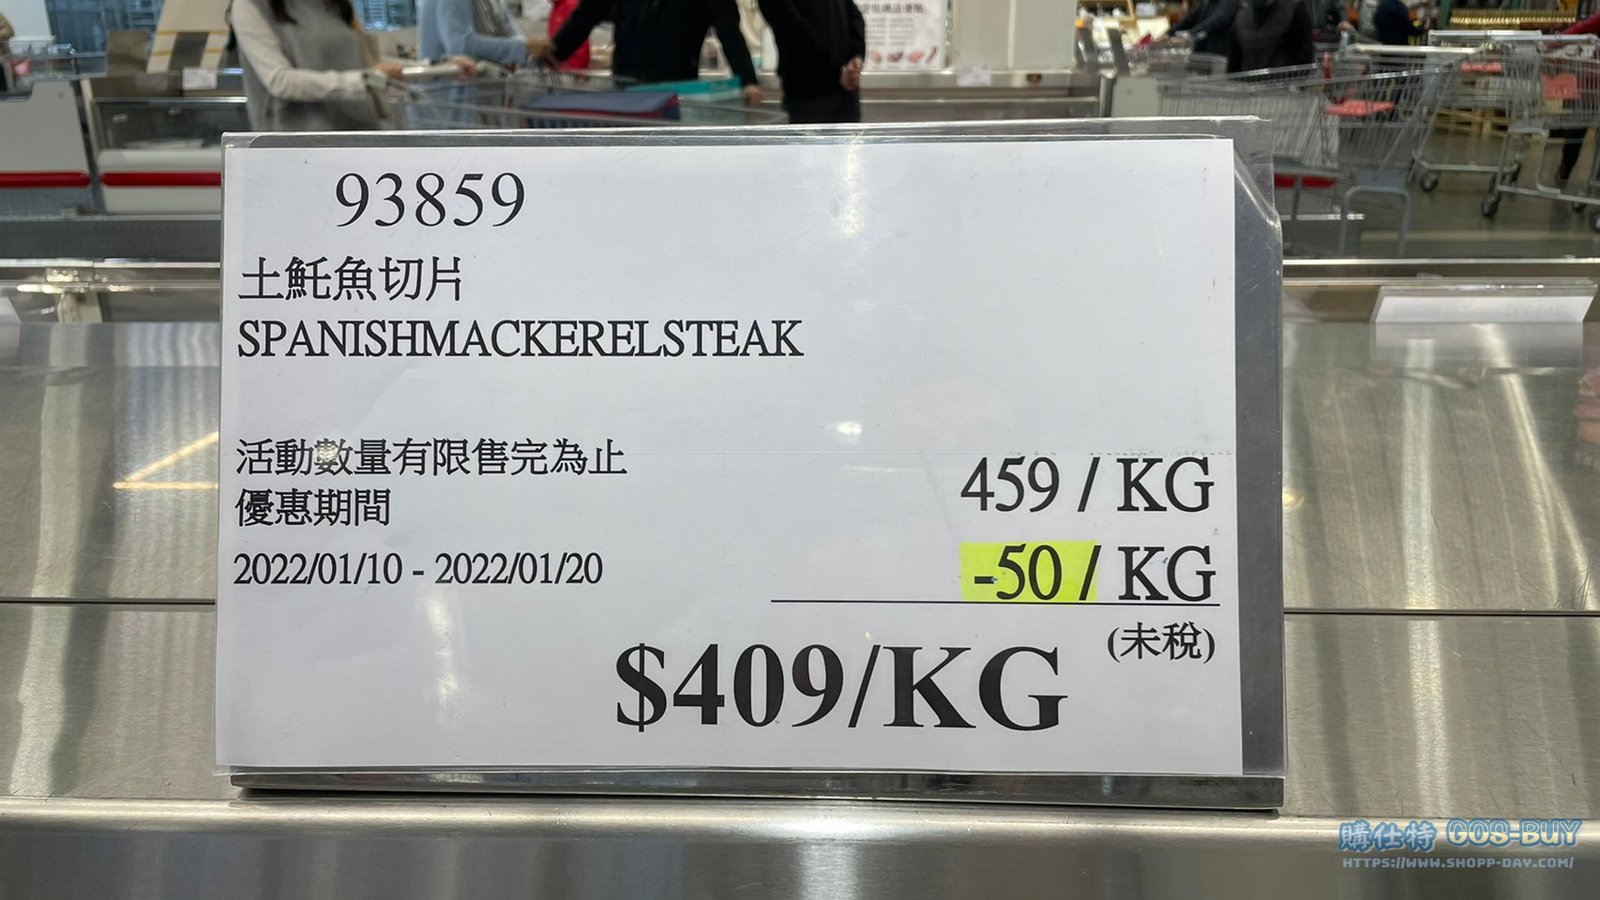 93859
土魠魚切片
SPANISHMACKERELSTEAK
活動數量有限售完為止
優惠期間
2022/01/10 - 2022/01/20
459 / KG
-50 / KG
(未稅)
$409/KG
購仕特 GOS-BUY
HTTPS://WWW.SHOPP-DAY.COM/